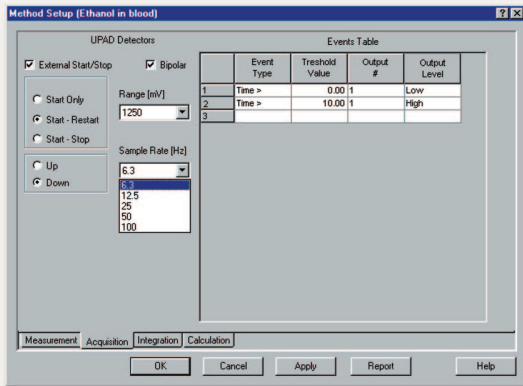 Method Setup (Ethanol in blood)
UPAD Detectors
External Start/Stop
Bipolar
Start Only
Start - Restart
Start - Stop
Up
Down
Range [mV]
1250
Sample Rate [Hz]
6.3
6.3
12.5
25
50
100
Events Table
Event Type Treshold Value Output # Output Level
1 Time > 0.00 1 Low
2 Time > 10.00 1 High
3
Measurement Acquisition Integration Calculation
OK Cancel Apply Report Help